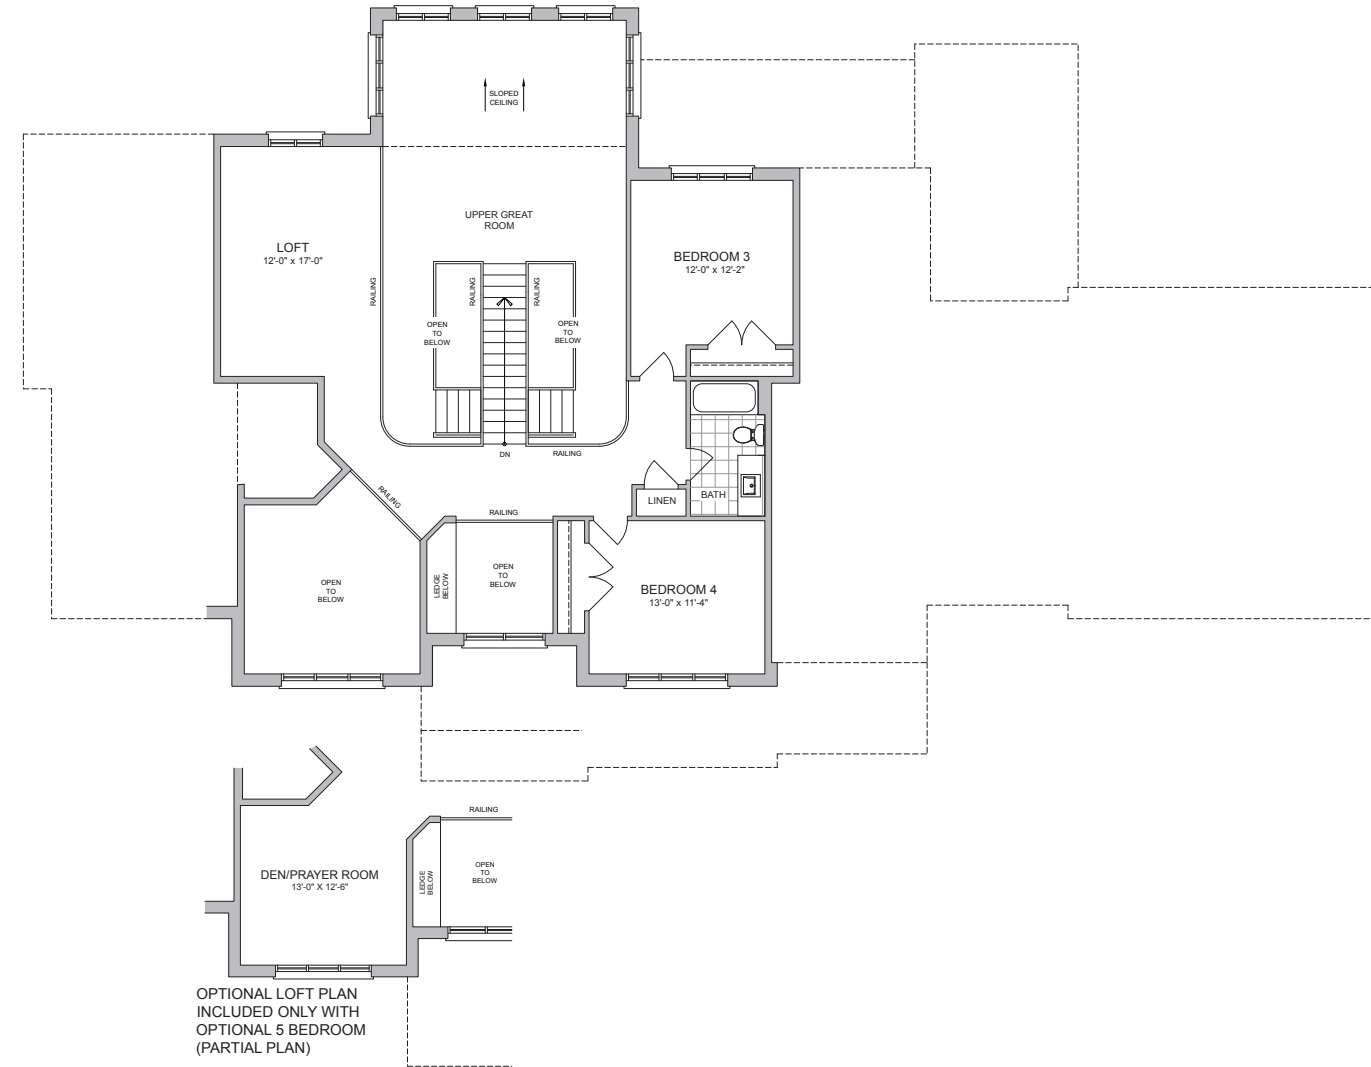 SLOPED
CEILING
UPPER GREAT
ROOM
LOFT
12'-0" x 17'-0"
BEDROOM 3
12'-0" x 12'-2"
RAILING
RAILING
RAILING
OPEN
TO
BELOW
OPEN
TO
BELOW
DN
RAILING
RAILING
LINEN
BATH
RAILING
OPEN
TO
BELOW
LEDGE
BELOW
OPEN
TO
BELOW
BEDROOM 4
13'-0" x 11'-4"
RAILING
DEN/PRAYER ROOM
13'-0" X 12'-6"
LEDGE
BELOW
OPEN
TO
BELOW
OPTIONAL LOFT PLAN
INCLUDED ONLY WITH
OPTIONAL 5 BEDROOM
(PARTIAL PLAN)